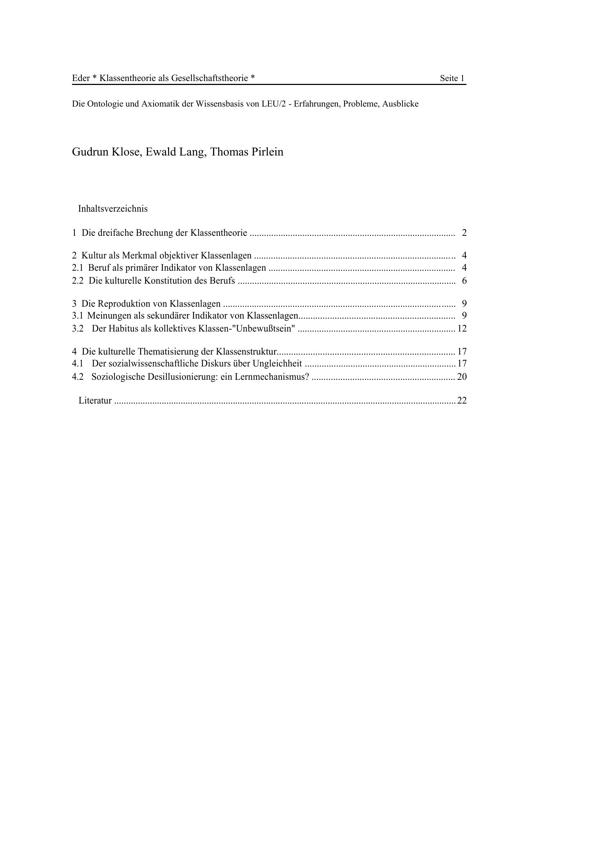 Eder * Klassentheorie als Gesellschaftstheorie * Seite 1
Die Ontologie und Axiomatik der Wissensbasis von LEU/2 - Erfahrungen, Probleme, Ausblicke
Gudrun Klose, Ewald Lang, Thomas Pirlein
Inhaltsverzeichnis
1 Die dreifache Brechung der Klassentheorie ........ 2
2 Kultur als Merkmal objektiver Klassenlagen ........ 4
2.1 Beruf als primärer Indikator von Klassenlagen ........ 4
2.2 Die kulturelle Konstitution des Berufs ........ 6
3 Die Reproduktion von Klassenlagen ........ 9
3.1 Meinungen als sekundärer Indikator von Klassenlagen........ 9
3.2 Der Habitus als kollektives Klassen-"Unbewußtsein" ........ 12
4 Die kulturelle Thematisierung der Klassenstruktur........ 17
4.1 Der sozialwissenschaftliche Diskurs über Ungleichheit ........ 17
4.2 Soziologische Desillusionierung: ein Lernmechanismus? ........ 20
Literatur ........ 22